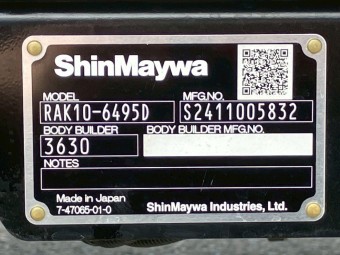 ShinMaywa
MODEL MFG.NO.
RAK10-6495D S2411005832
BODY BUILDER BODY BUILDER MFG.NO.
3630
NOTES
Made in Japan
7-47065-01-0 ShinMaywa Industries, Ltd.